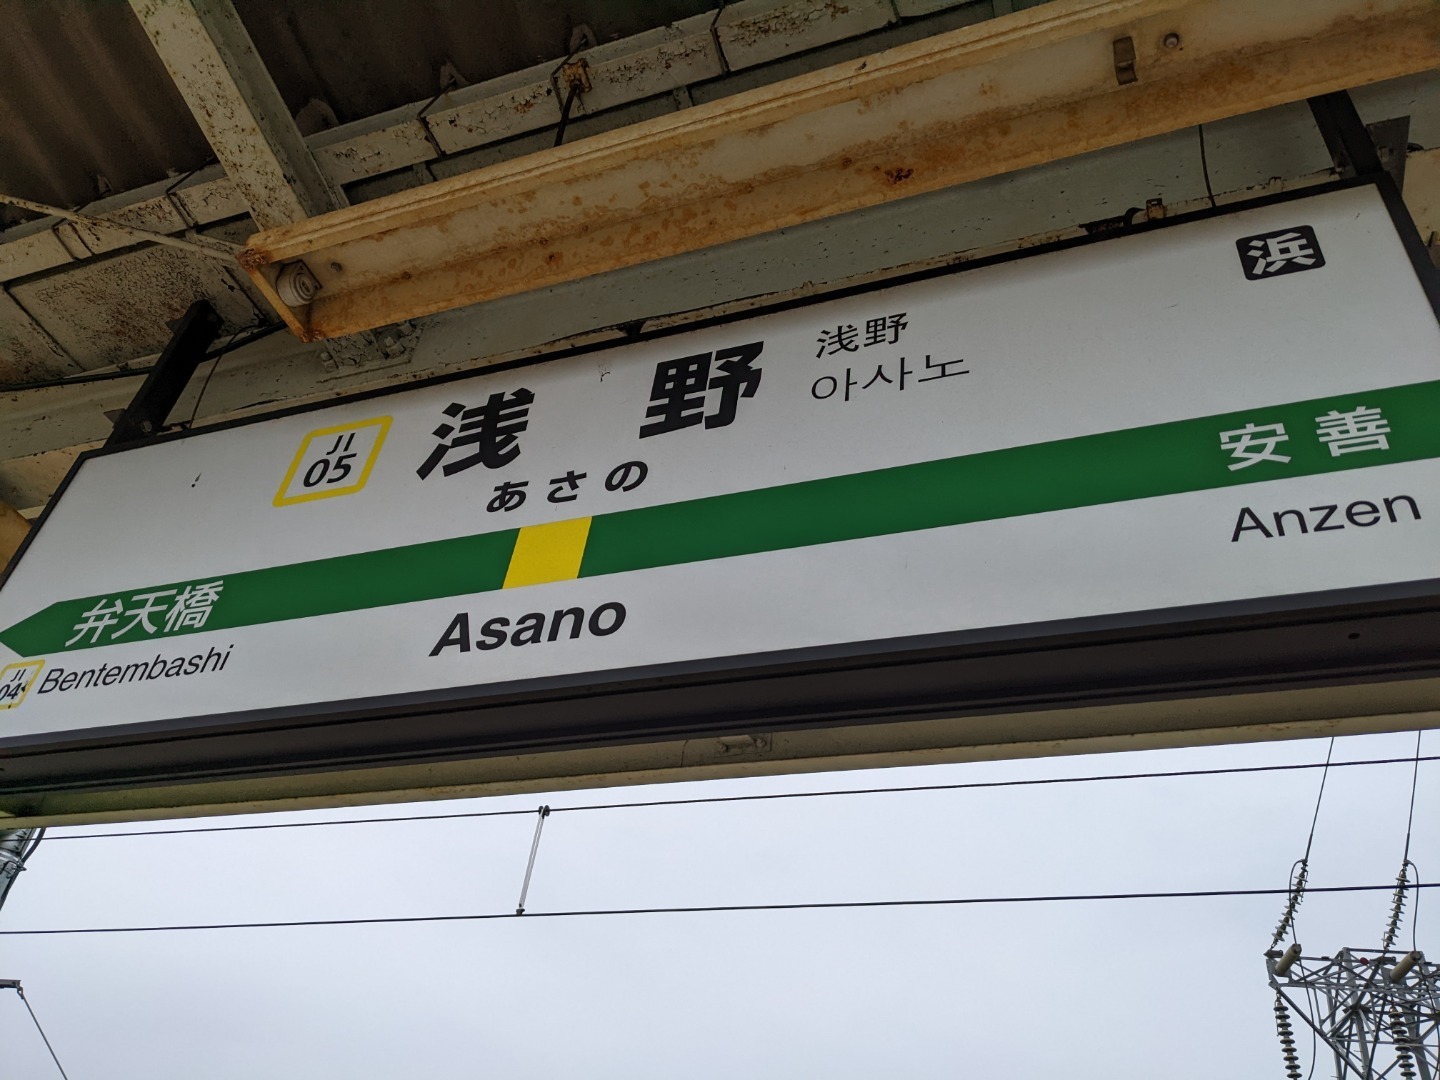 浜
JI
05
浅野
浅野
아사노
あさの
弁天橋
安善
JI
04
Bentembashi
Asano
Anzen